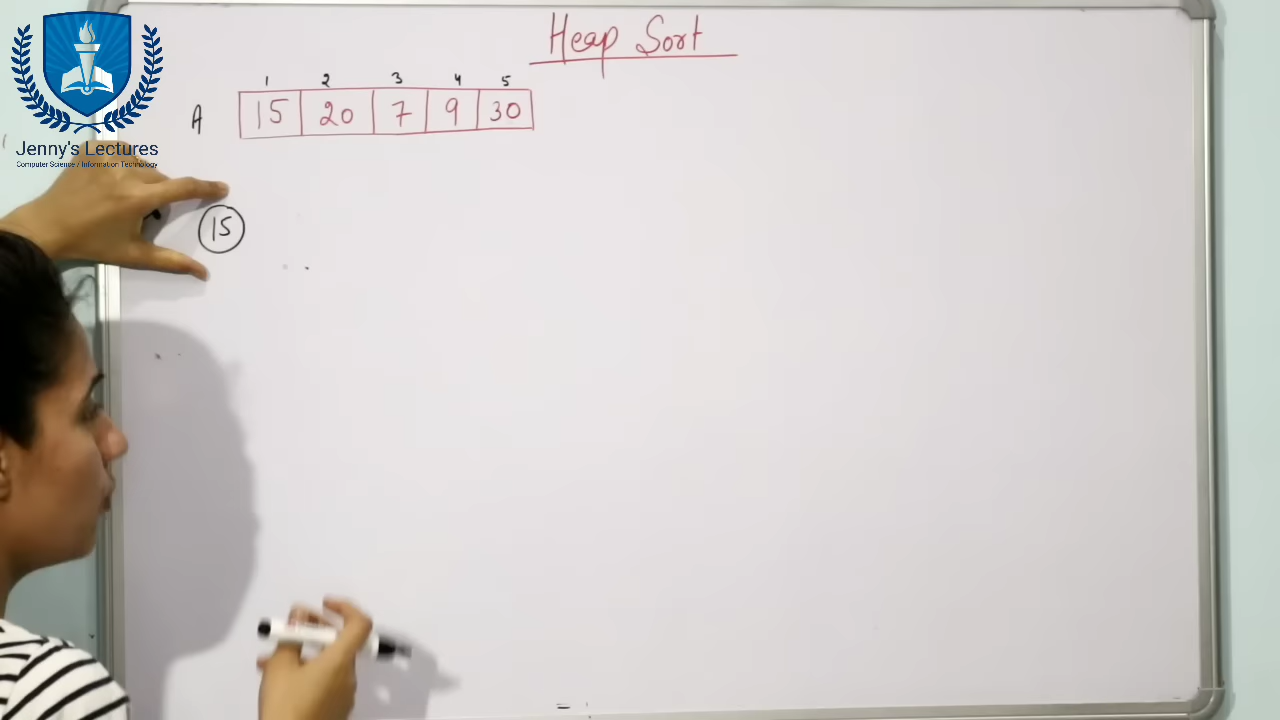 Heap Sort
1 2 3 4 5
A 15 20 7 9 30
Jenny's Lectures
Computer Science / Information Technology
15